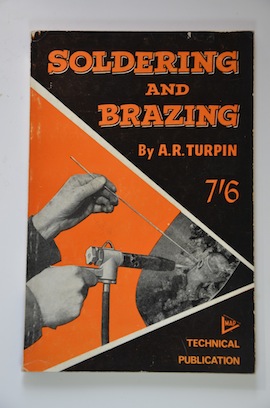 SOLDERING
AND
BRAZING
By A.R. TURPIN
7'6
MAP
TECHNICAL
PUBLICATION